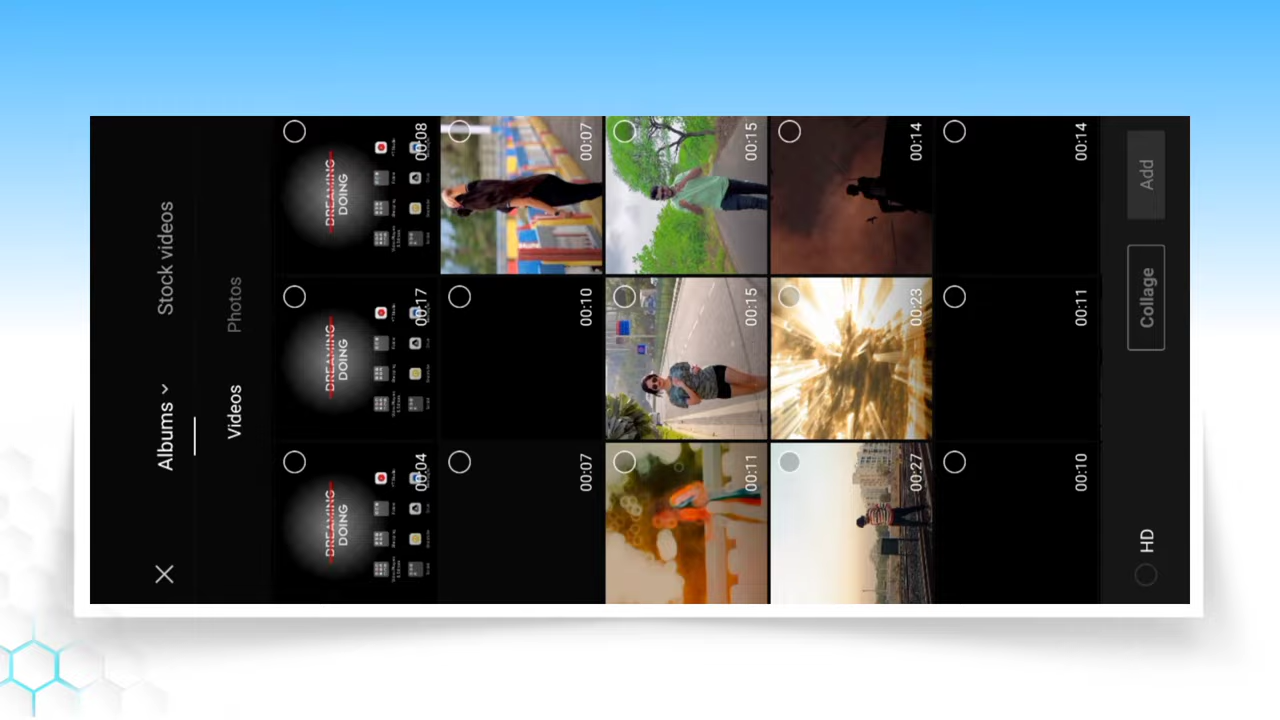 Albums Stock videos
Videos Photos
DREAMING DREAMING DREAMING
DOING DOING DOING
00:04 00:17 00:08
00:07 00:10 00:07
00:11 00:15 00:15
00:27 00:23 00:14
00:10 00:11 00:14
HD Collage Add